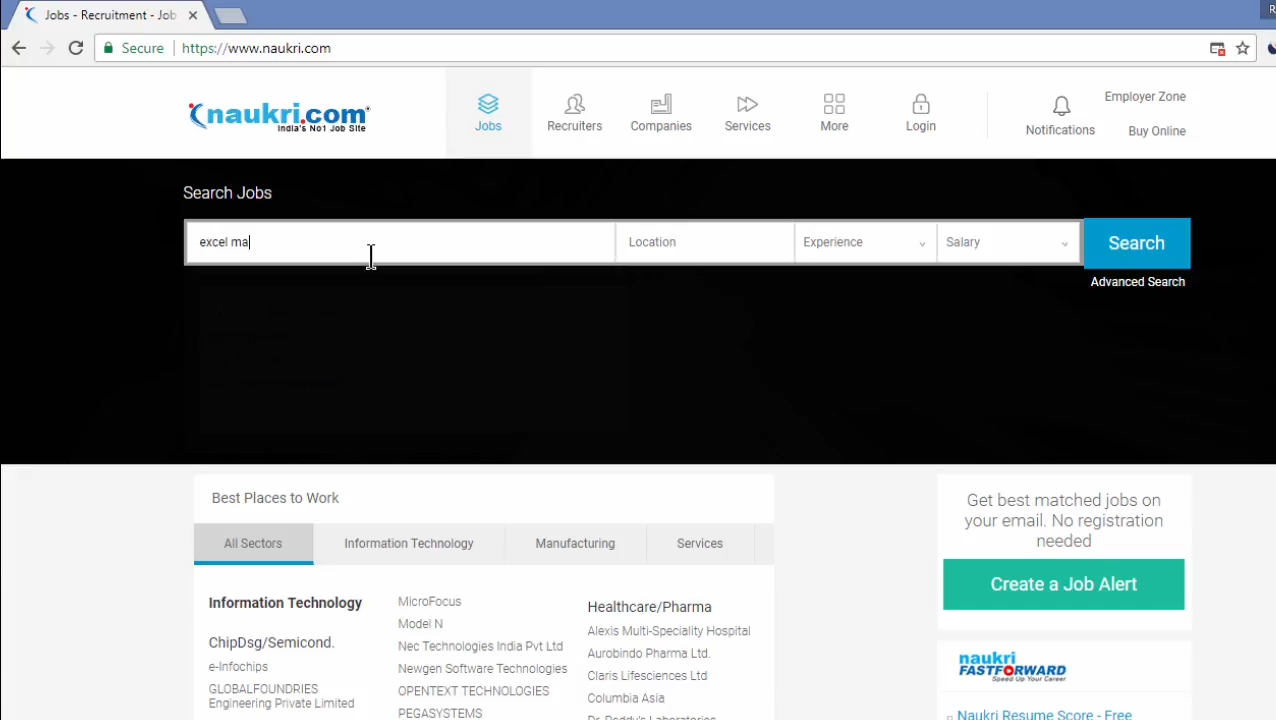 Jobs - Recruitment - Job
R
Secure
https://www.naukri.com
naukri.com
India's No1 Job Site
Jobs
Recruiters
Companies
Services
More
Login
Notifications
Employer Zone
Buy Online
Search Jobs
excel ma
Location
Experience
Salary
Search
Advanced Search
Best Places to Work
All Sectors
Information Technology
Manufacturing
Services
Information Technology
ChipDsg/Semicond.
e-Infochips
GLOBALFOUNDRIES
Engineering Private Limited
MicroFocus
Model N
Nec Technologies India Pvt Ltd
Newgen Software Technologies
OPENTEXT TECHNOLOGIES
PEGASYSTEMS
Healthcare/Pharma
Alexis Multi-Speciality Hospital
Aurobindo Pharma Ltd.
Claris Lifesciences Ltd
Columbia Asia
Dr. Reddy's Laboratories
Get best matched jobs on
your email. No registration
needed
Create a Job Alert
naukri
FASTFORWARD
Speed Up Your Career
Naukri Resume Score - Free